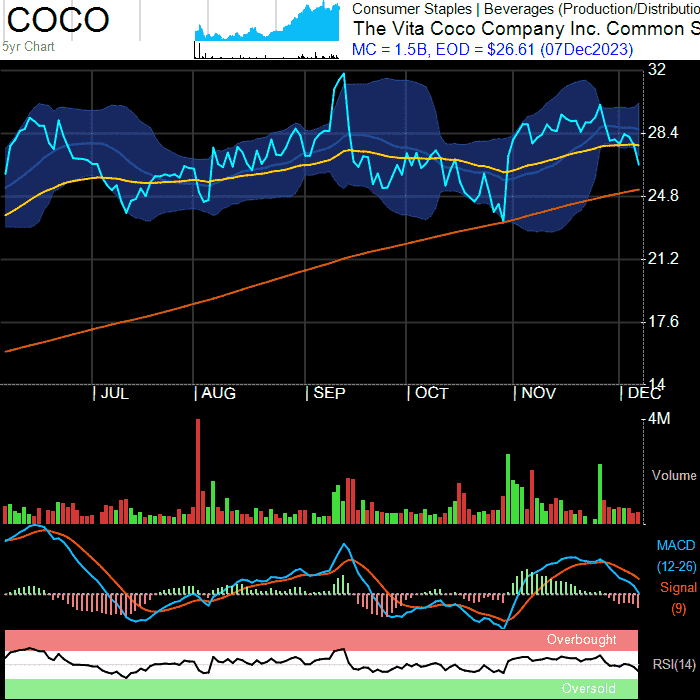 COCO
5yr Chart
Consumer Staples | Beverages (Production/Distributio
The Vita Coco Company Inc. Common S
MC = 1.5B, EOD = $26.61 (07Dec2023)
32
28.4
24.8
21.2
17.6
14
JUL AUG SEP OCT NOV DEC
4M
Volume
MACD
(12-26)
Signal
(9)
Overbought
RSI(14)
Oversold